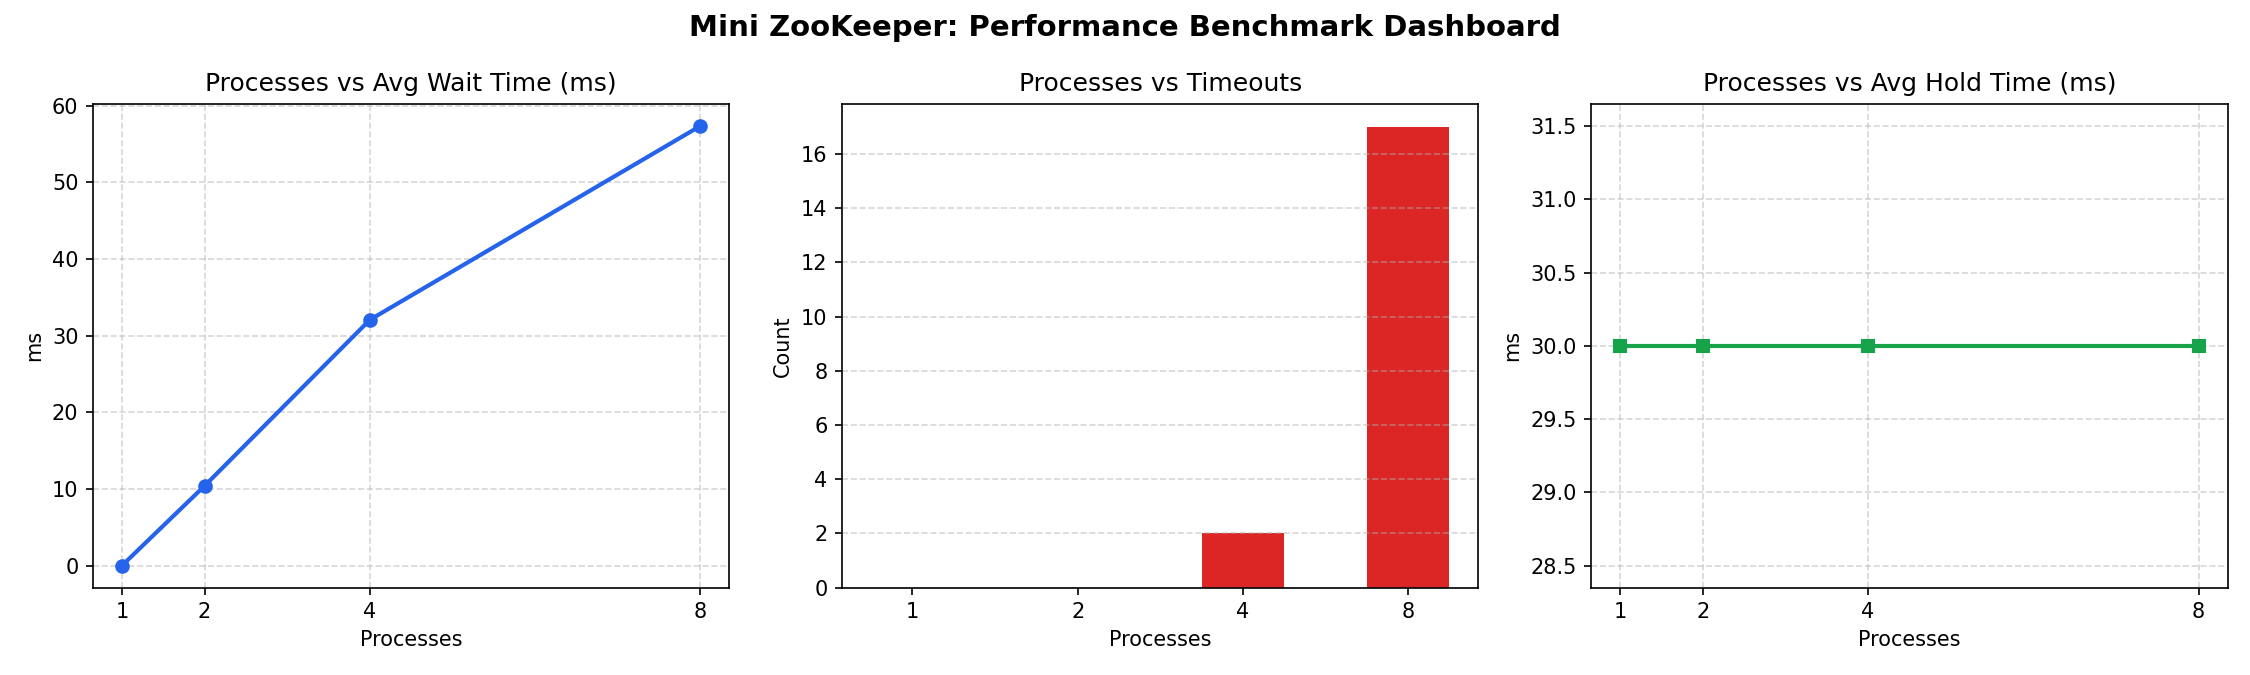 Mini ZooKeeper: Performance Benchmark Dashboard
Processes vs Avg Wait Time (ms)
60
50
40
30
20
10
0
ms
1 2 4 8
Processes
Processes vs Timeouts
16
14
12
10
8
6
4
2
0
Count
1 2 4 8
Processes
Processes vs Avg Hold Time (ms)
31.5
31.0
30.5
30.0
29.5
29.0
28.5
ms
1 2 4 8
Processes